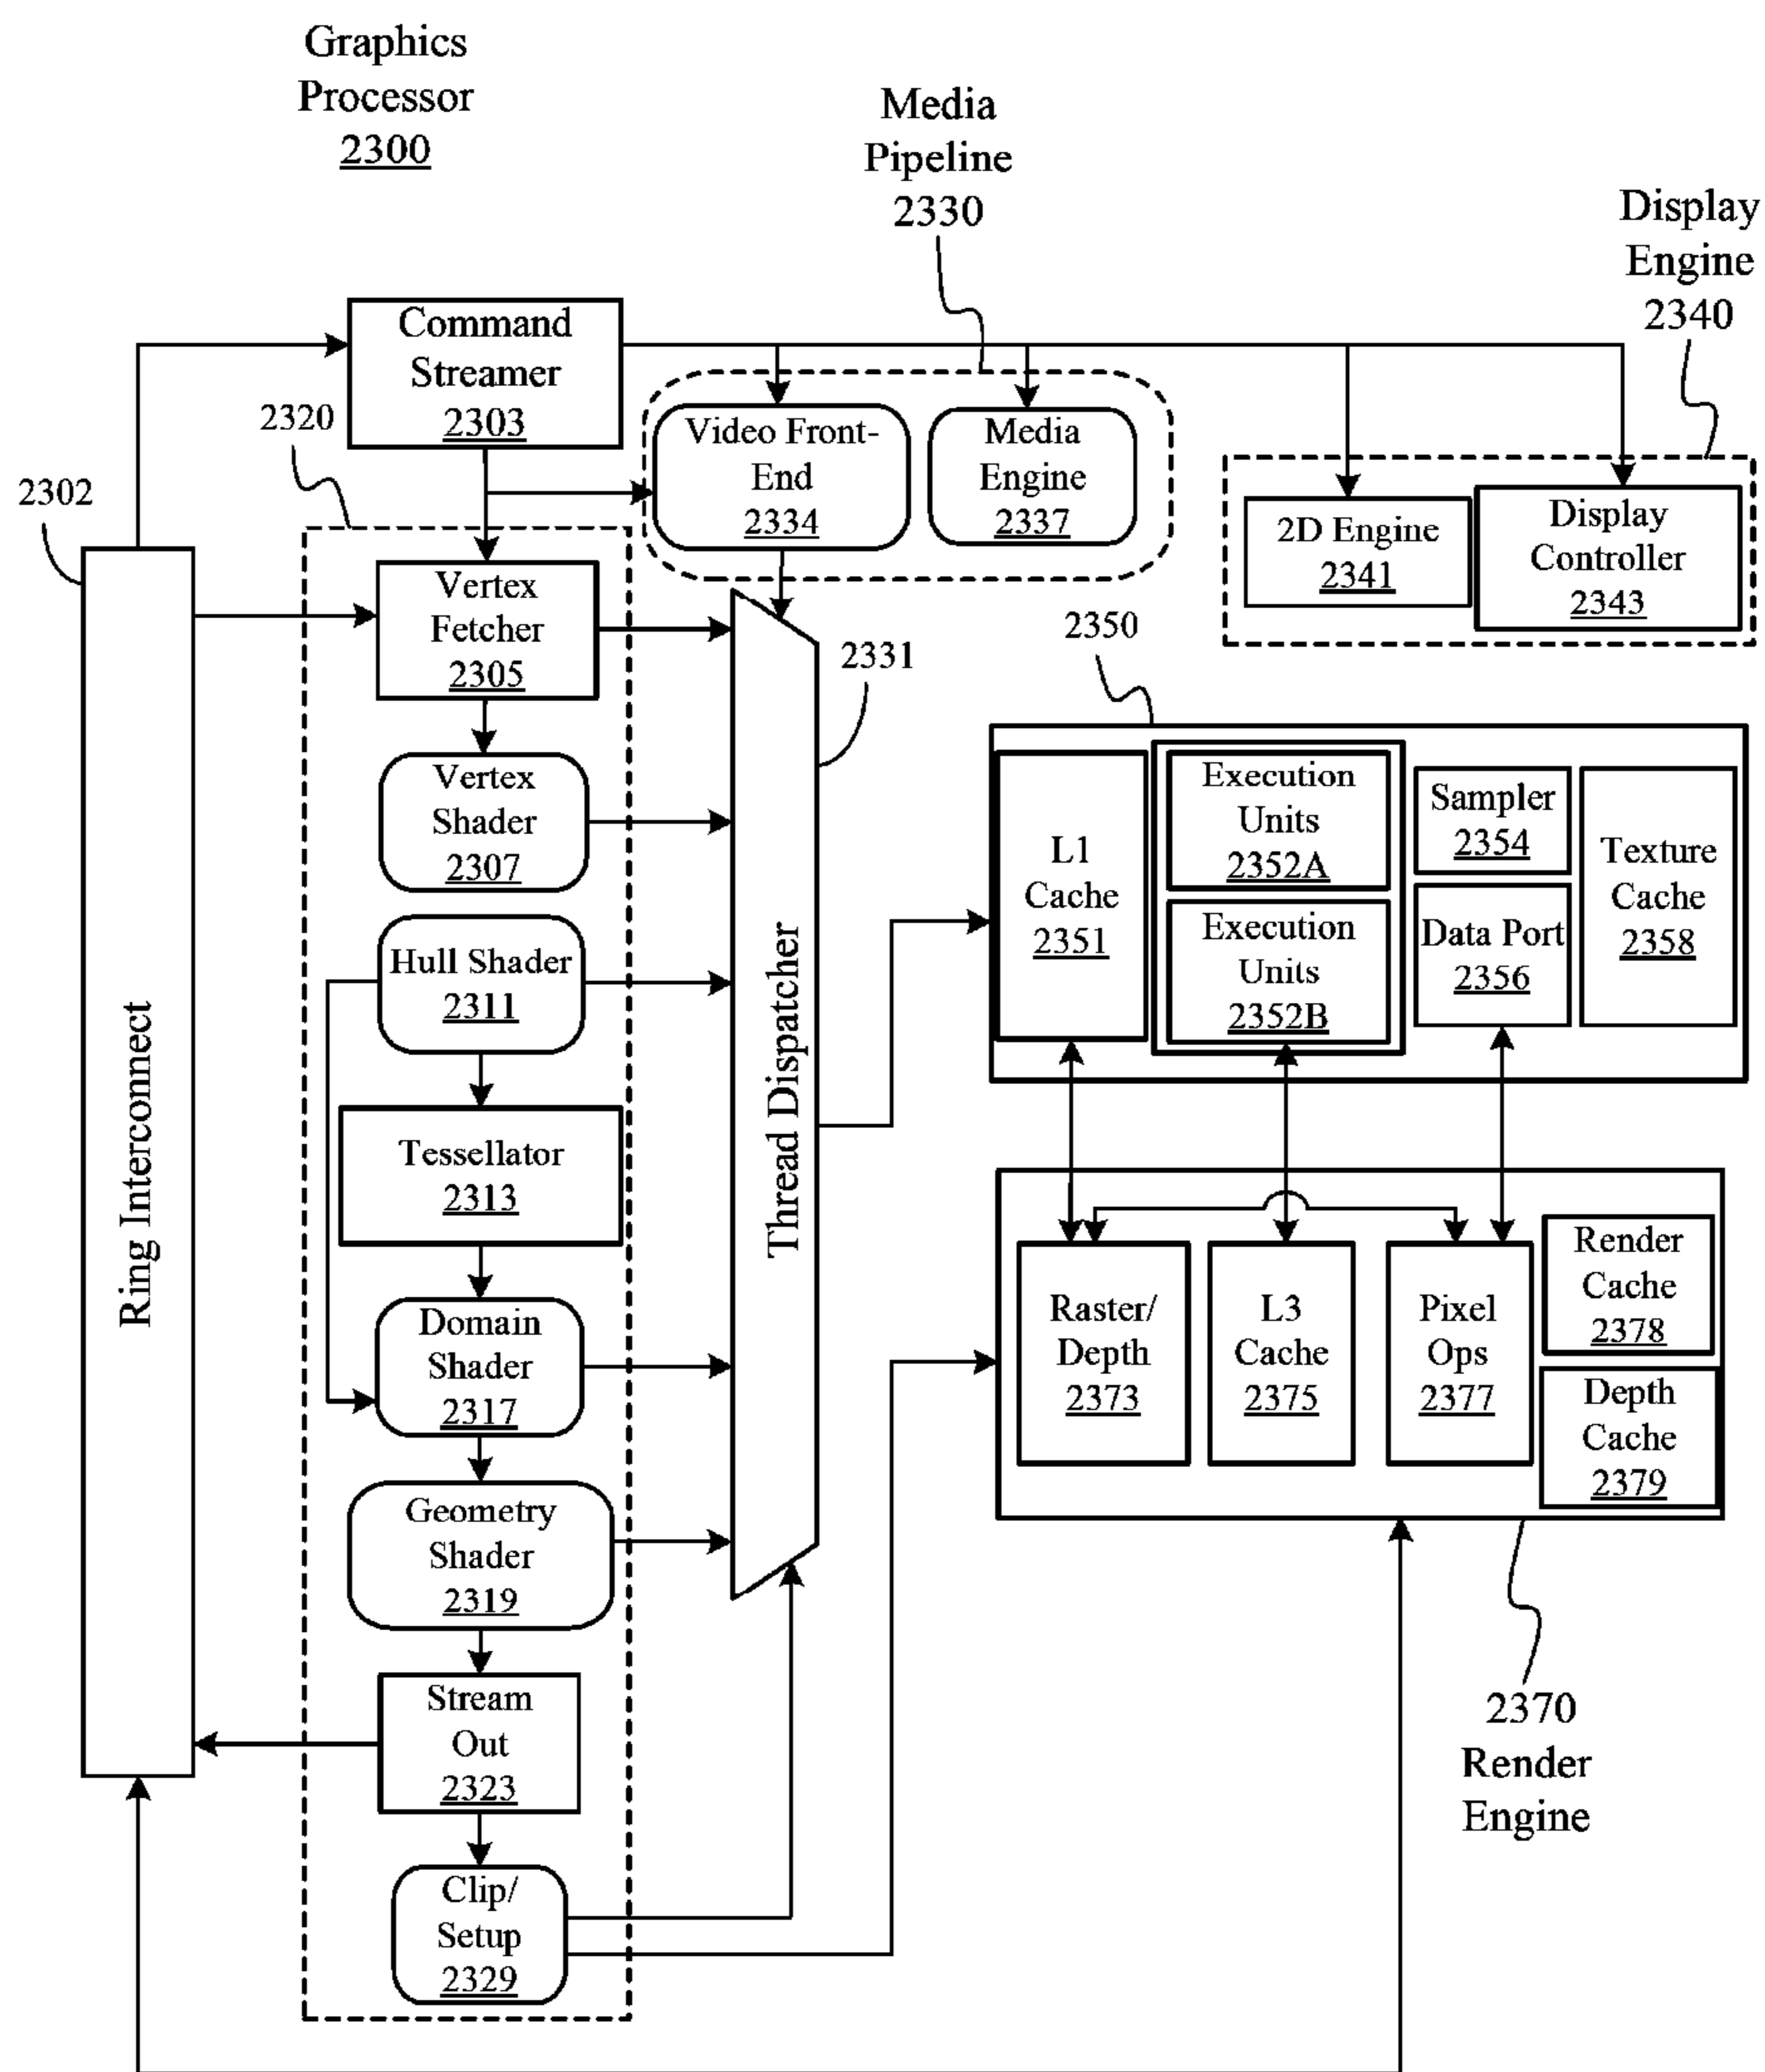 Graphics
Processor
2300
Media
Pipeline
2330
Display
Engine
2340
Command
Streamer
2303
2320
Video Front-
End
2334
Media
Engine
2337
2302
2D Engine
2341
Display
Controller
2343
Vertex
Fetcher
2305
2350
2331
Vertex
Shader
2307
L1
Cache
2351
Execution
Units
2352A
Execution
Units
2352B
Sampler
2354
Data Port
2356
Texture
Cache
2358
Hull Shader
2311
Ring Interconnect
Thread Dispatcher
Tessellator
2313
Domain
Shader
2317
Raster/
Depth
2373
L3
Cache
2375
Pixel
Ops
2377
Render
Cache
2378
Depth
Cache
2379
Geometry
Shader
2319
Stream
Out
2323
2370
Render
Engine
Clip/
Setup
2329